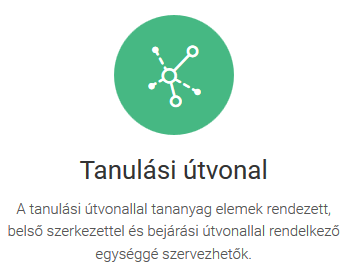 Tanulási útvonal
A tanulási útvonallal tananyag elemek rendezett,
belső szerkezettel és bejárási útvonallal rendelkező
egységgé szervezhetők.